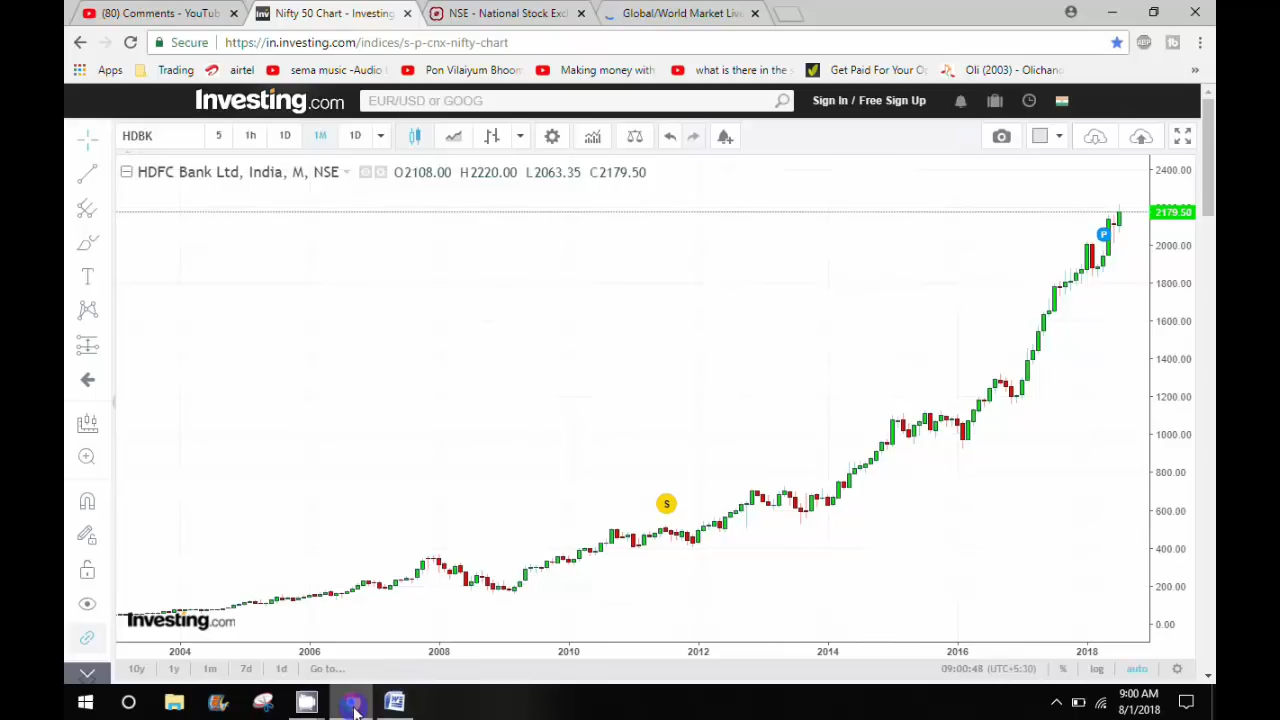 (80) Comments - YouTub
Nifty 50 Chart - Investing
NSE - National Stock Exc
Global/World Market Live
Secure
https://in.investing.com/indices/s-p-cnx-nifty-chart
ABP
Apps
Trading
airtel
sema music -Audio
Pon Vilaiyum Bhoom
Making money with
what is there in the s
Get Paid For Your Op
Oli (2003) - Olichand
Investing.com
EUR/USD or GOOG
Sign In / Free Sign Up
HDBK
5
1h
1D
1M
1D
HDFC Bank Ltd, India, M, NSE
O2108.00 H2220.00 L2063.35 C2179.50
2400.00
2179.50
2000.00
1800.00
1600.00
1400.00
1200.00
1000.00
800.00
600.00
400.00
200.00
0.00
P
S
Investing.com
2004
2006
2008
2010
2012
2014
2016
2018
10y
1y
1m
7d
1d
Go to...
09:00:48 (UTC+5:30)
%
log
auto
9:00 AM
8/1/2018